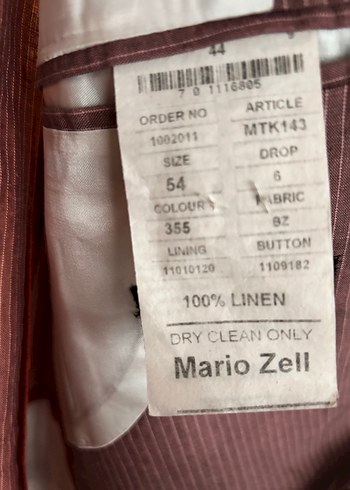 44
7 0 1116805
ORDER NO ARTICLE
1002011 MTK143
SIZE DROP
54 6
COLOUR FABRIC
355 BZ
LINING BUTTON
11010120 1109182
100% LINEN
DRY CLEAN ONLY
Mario Zell